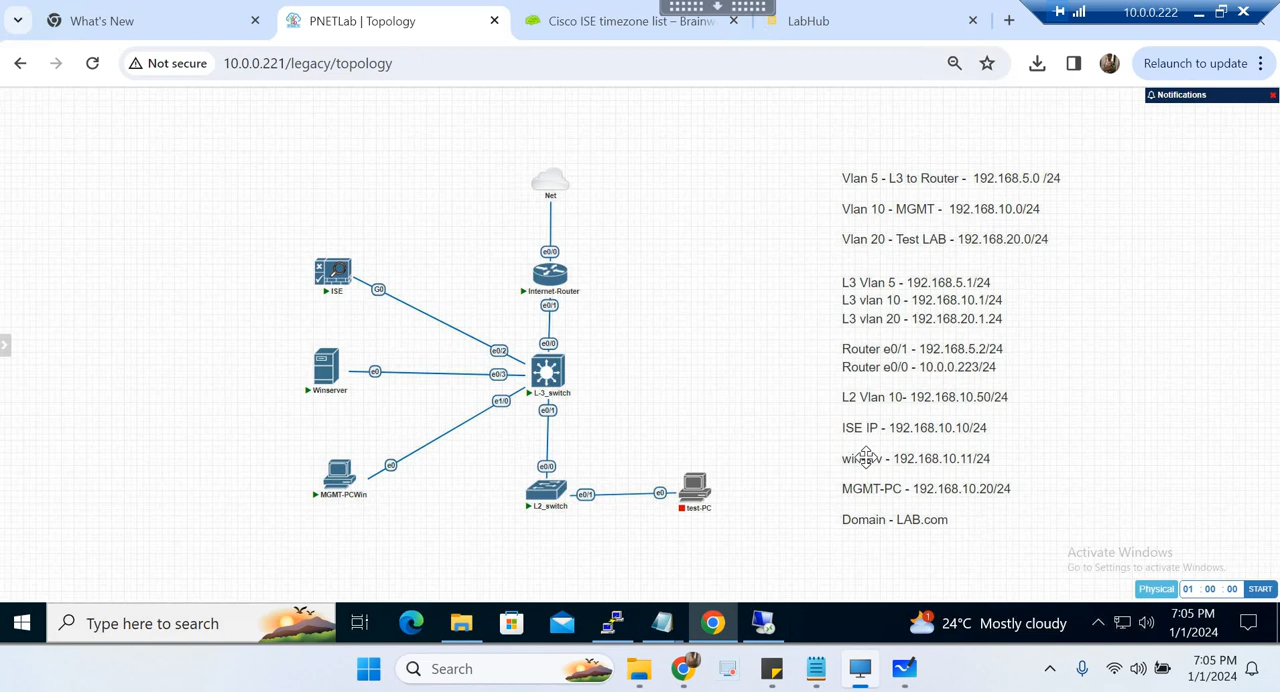 What's New
PNETLab | Topology
Cisco ISE timezone list – Brainw
LabHub
10.0.0.222
Not secure
10.0.0.221/legacy/topology
Relaunch to update
Notifications
Net
e0/0
Internet-Router
e0/1
ISE
G0
e0/0
e0/2
Winserver
e0
e0/3
L-3_switch
e1/0
e0/1
MGMT-PCWin
e0
e0/0
L2_switch
e0/1
e0
test-PC
Vlan 5 - L3 to Router - 192.168.5.0 /24
Vlan 10 - MGMT - 192.168.10.0/24
Vlan 20 - Test LAB - 192.168.20.0/24
L3 Vlan 5 - 192.168.5.1/24
L3 vlan 10 - 192.168.10.1/24
L3 vlan 20 - 192.168.20.1.24
Router e0/1 - 192.168.5.2/24
Router e0/0 - 10.0.0.223/24
L2 Vlan 10- 192.168.10.50/24
ISE IP - 192.168.10.10/24
- 192.168.10.11/24
MGMT-PC - 192.168.10.20/24
Domain - LAB.com
Activate Windows
Go to Settings to activate Windows.
Physical 01 : 00 : 00 START
Type here to search
1
24°C Mostly cloudy
7:05 PM
1/1/2024
Search
7:05 PM
1/1/2024